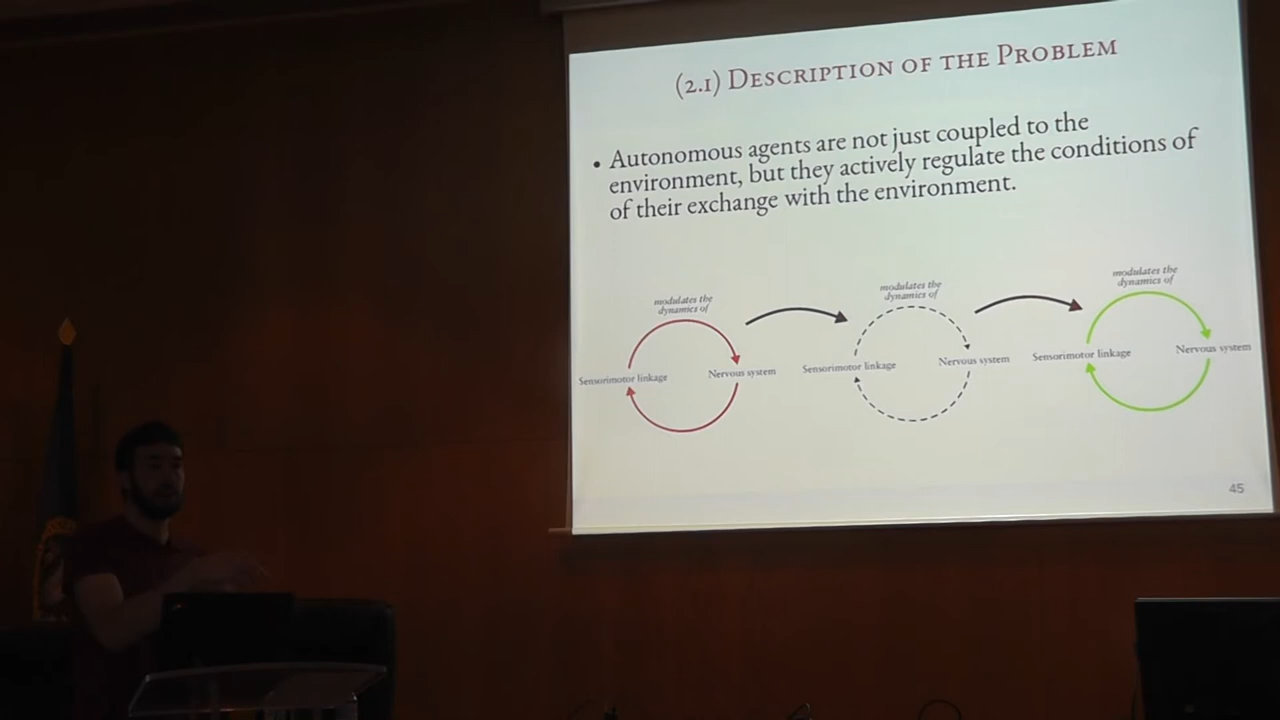 (2.1) Description of the Problem
• Autonomous agents are not just coupled to the
environment, but they actively regulate the conditions of
of their exchange with the environment.
modulates the
dynamics of
Sensorimotor linkage
Nervous system
modulates the
dynamics of
Sensorimotor linkage
Nervous system
modulates the
dynamics of
Sensorimotor linkage
Nervous system
45